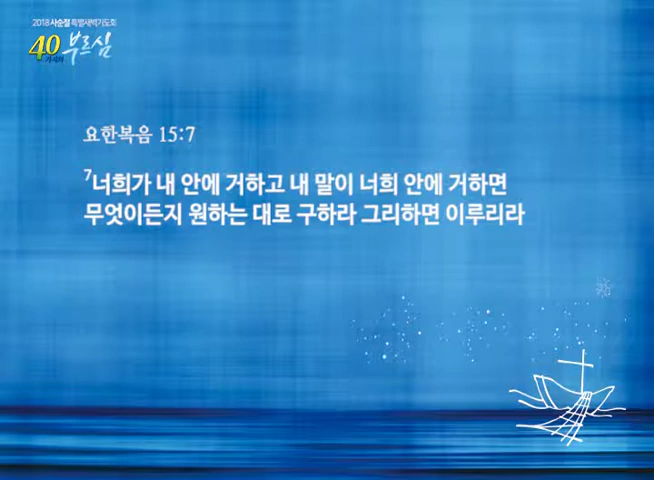 2018 사순절 특별새벽기도회
40가지의 부르심
요한복음 15:7
7너희가 내 안에 거하고 내 말이 너희 안에 거하면
무엇이든지 원하는 대로 구하라 그리하면 이루리라